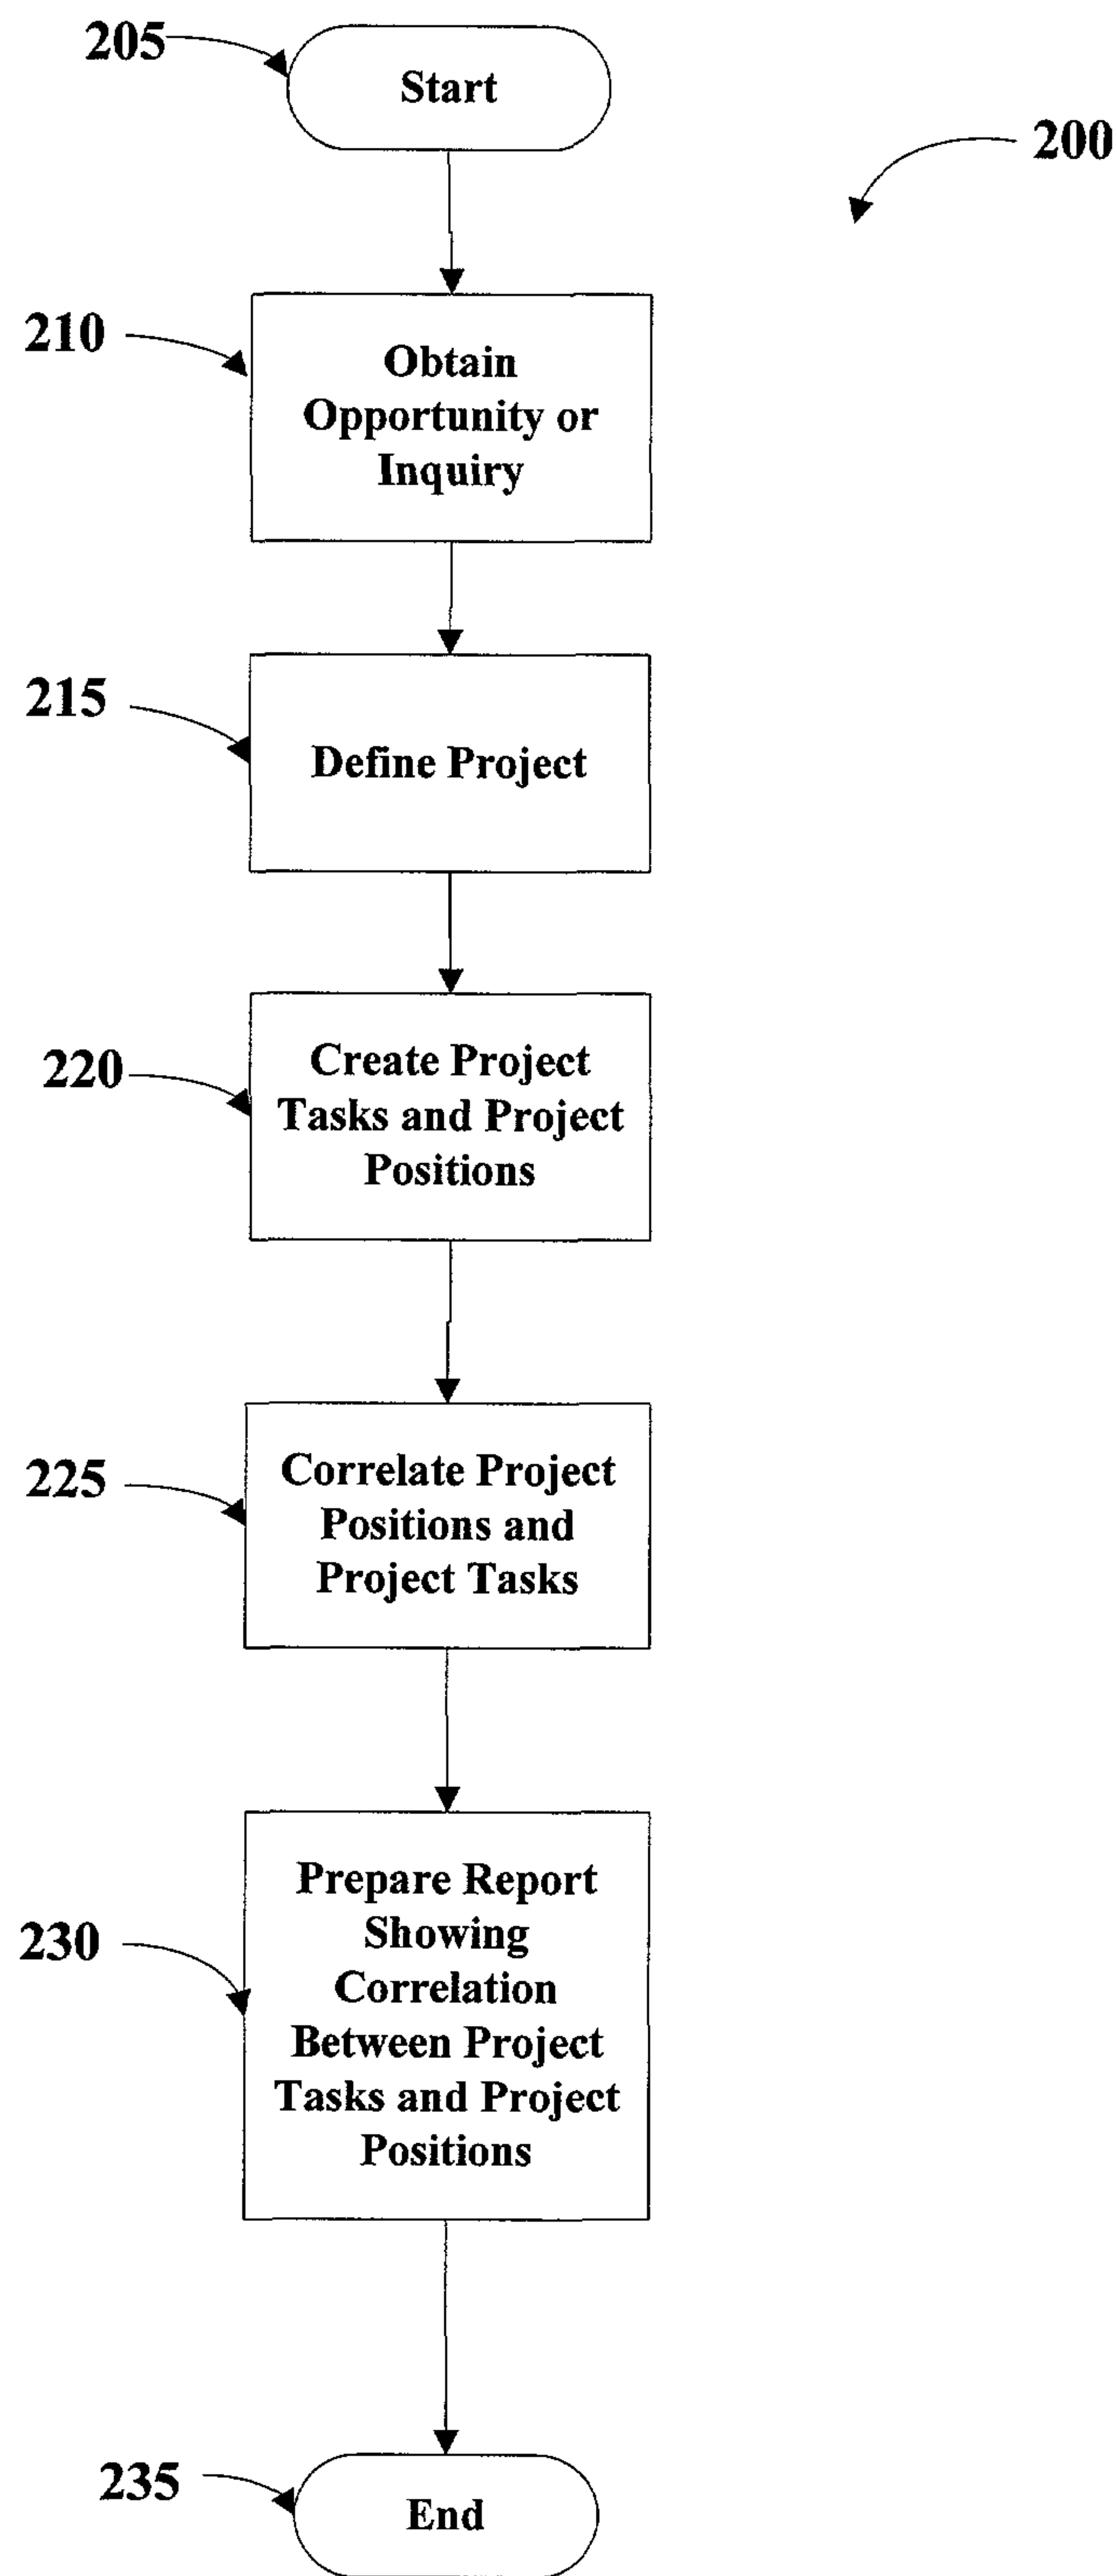 205
Start
200
210
Obtain
Opportunity or
Inquiry
215
Define Project
220
Create Project
Tasks and Project
Positions
225
Correlate Project
Positions and
Project Tasks
230
Prepare Report
Showing
Correlation
Between Project
Tasks and Project
Positions
235
End